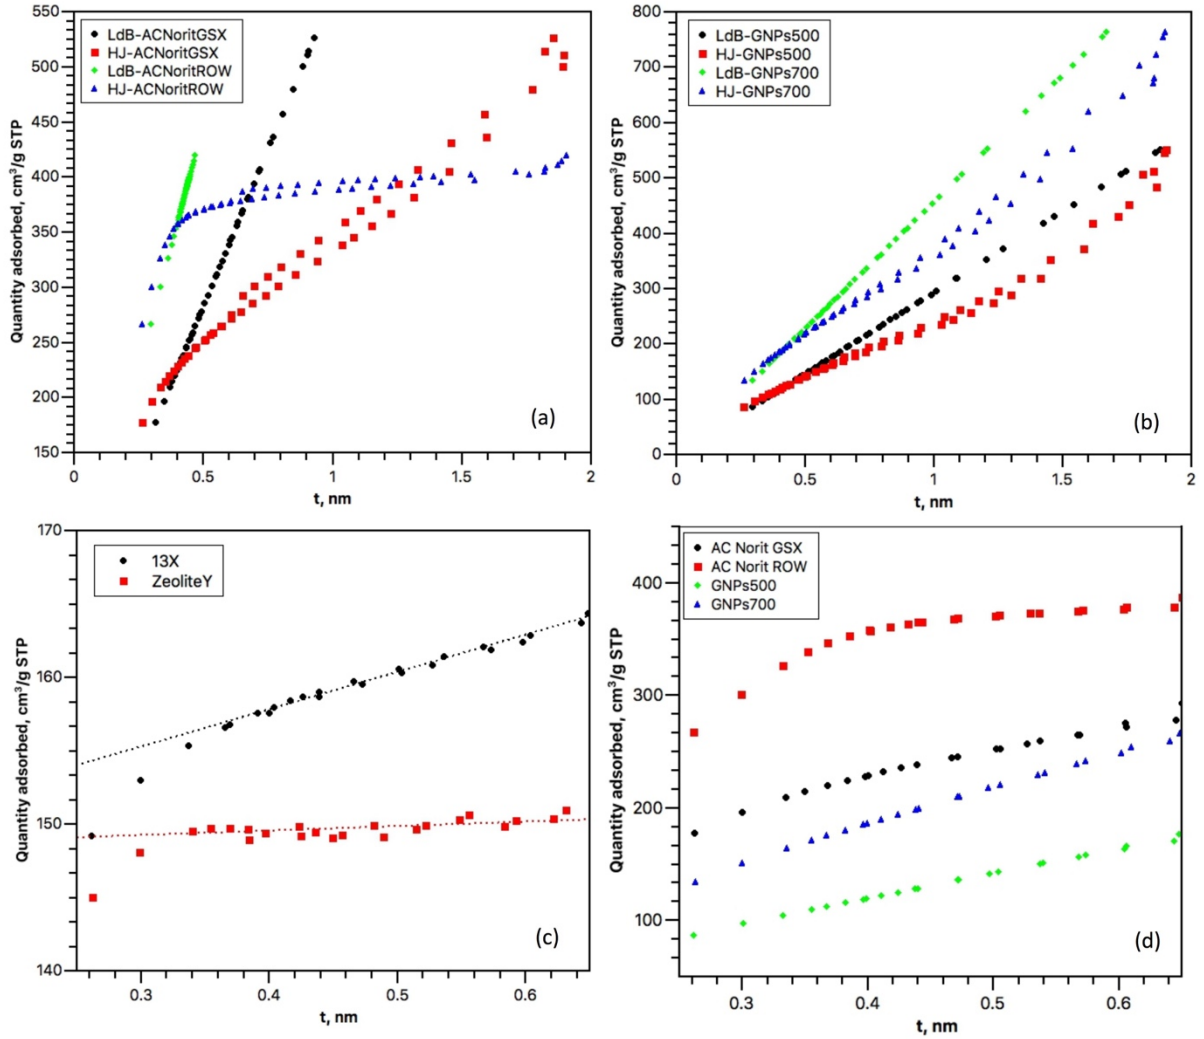 550
500
450
400
350
300
250
200
150
Quantity adsorbed, cm³/g STP
LdB-ACNoritGSX
HJ-ACNoritGSX
LdB-ACNoritROW
HJ-ACNoritROW
(a)
0
0.5
1
1.5
2
t, nm
800
700
600
500
400
300
200
100
0
Quantity adsorbed, cm³/g STP
LdB-GNPs500
HJ-GNPs500
LdB-GNPs700
HJ-GNPs700
(b)
0
0.5
1
1.5
2
t, nm
170
160
150
140
Quantity adsorbed, cm³/g STP
13X
ZeoliteY
(c)
0.3
0.4
0.5
0.6
t, nm
400
300
200
100
Quantity adsorbed, cm³/g STP
AC Norit GSX
AC Norit ROW
GNPs500
GNPs700
(d)
0.3
0.4
0.5
0.6
t, nm